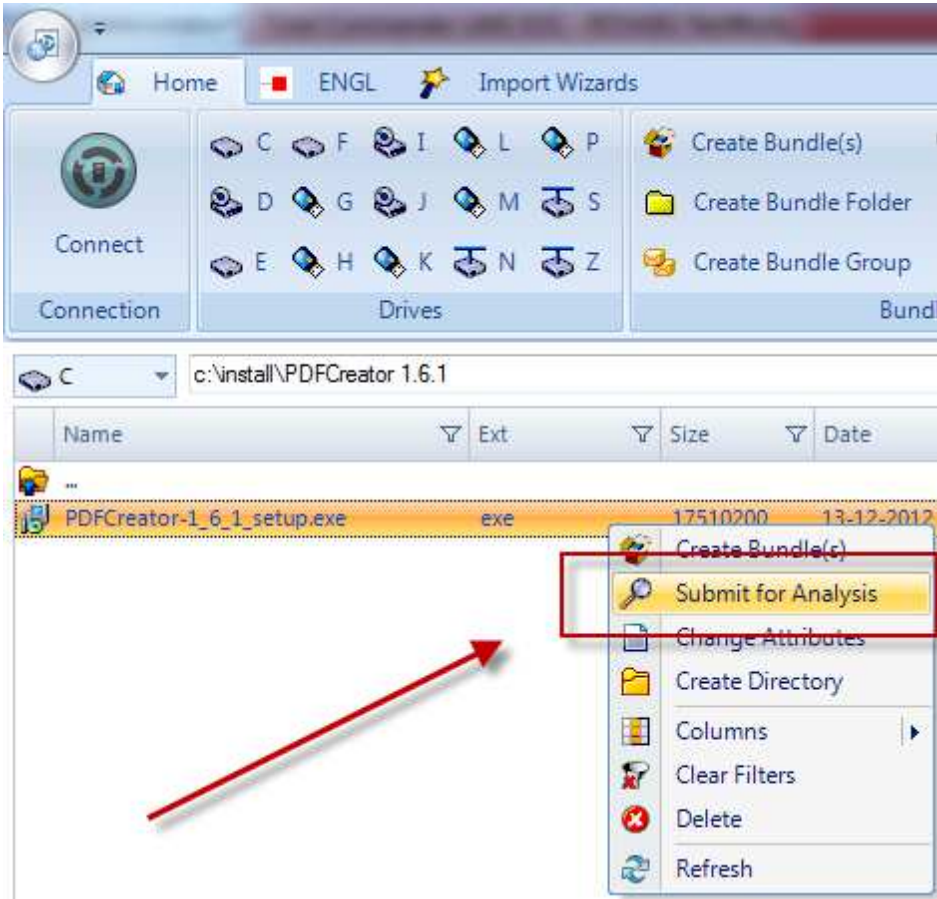 Home ENGL Import Wizards
C F I L P Create Bundle(s)
D G J M S Create Bundle Folder
Connect E H K N Z Create Bundle Group
Connection Drives
C c:\install\PDFCreator 1.6.1
Name Ext Size Date
...
PDFCreator-1_6_1_setup.exe exe 17510200 13-12-2012
Create Bundle(s)
Submit for Analysis
Change Attributes
Create Directory
Columns
Clear Filters
Delete
Refresh